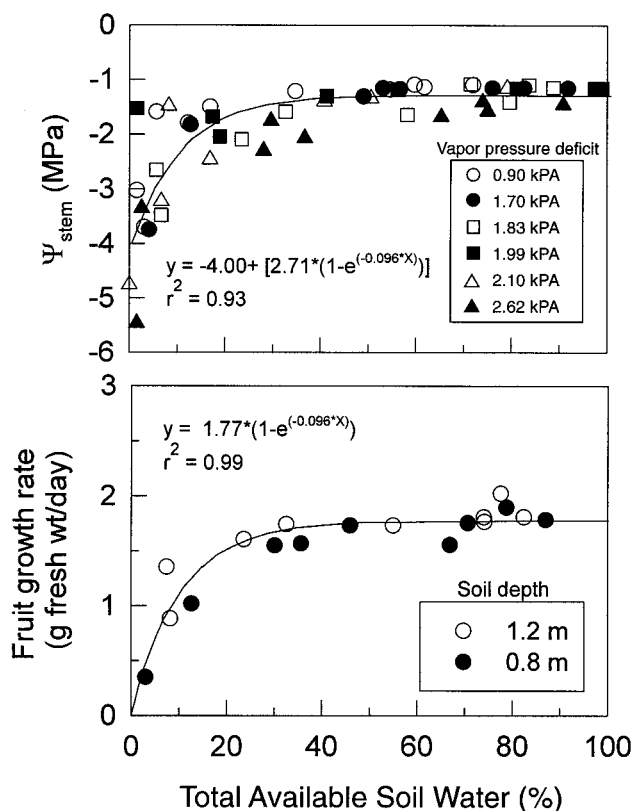 0
-1
-2
-3
-4
-5
-6
Ψstem (MPa)
Vapor pressure deficit
0.90 kPA
1.70 kPA
1.83 kPA
1.99 kPA
2.10 kPA
2.62 kPA
y = -4.00+ [2.71*(1-e^(-0.096*X))]
r² = 0.93
3
2
1
0
Fruit growth rate
(g fresh wt/day)
y = 1.77*(1-e^(-0.096*X))
r² = 0.99
Soil depth
1.2 m
0.8 m
0 20 40 60 80 100
Total Available Soil Water (%)